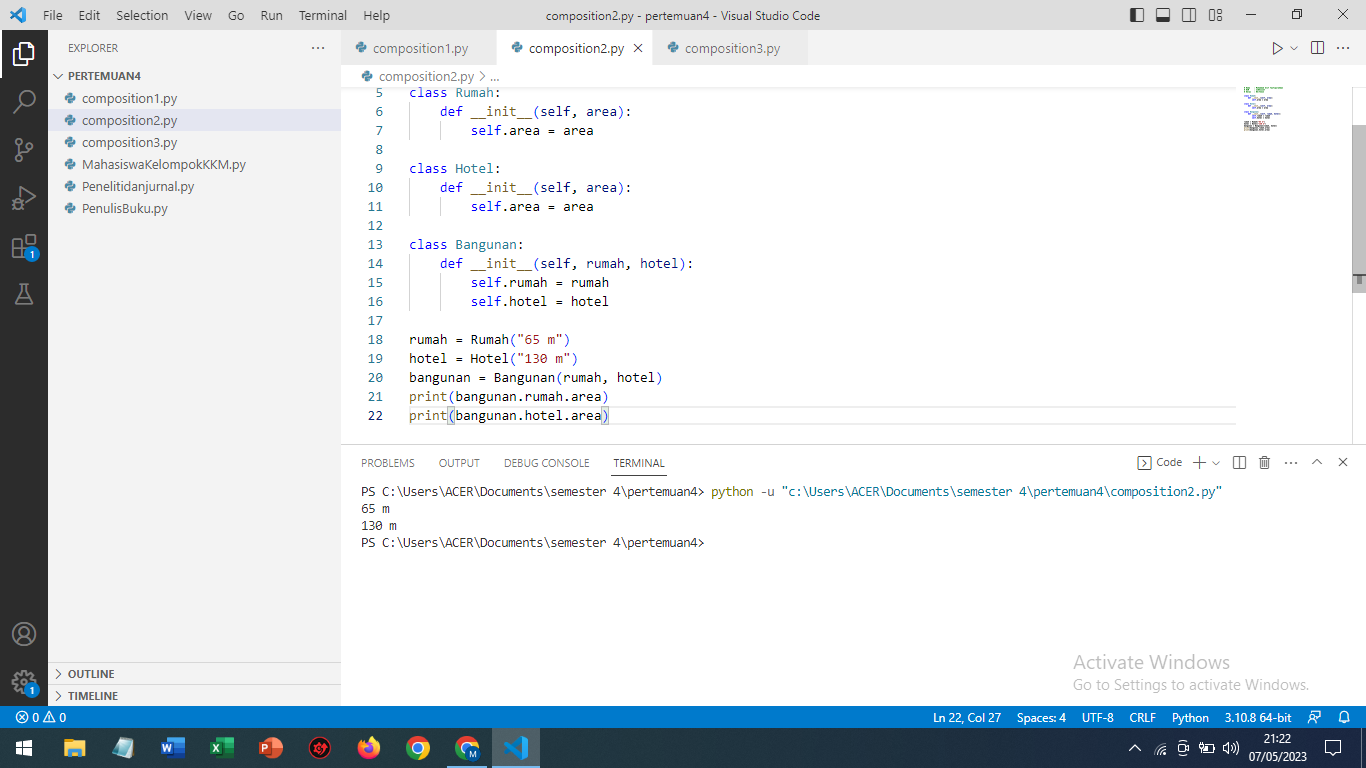 File Edit Selection View Go Run Terminal Help composition2.py - pertemuan4 - Visual Studio Code
EXPLORER
PERTEMUAN4
composition1.py
composition2.py
composition3.py
MahasiswaKelompokKKM.py
Penelitidanjurnal.py
PenulisBuku.py
OUTLINE
TIMELINE
1
1
composition1.py composition2.py composition3.py
composition2.py > ...
5 class Rumah:
6 def __init__(self, area):
7 self.area = area
8
9 class Hotel:
10 def __init__(self, area):
11 self.area = area
12
13 class Bangunan:
14 def __init__(self, rumah, hotel):
15 self.rumah = rumah
16 self.hotel = hotel
17
18 rumah = Rumah("65 m")
19 hotel = Hotel("130 m")
20 bangunan = Bangunan(rumah, hotel)
21 print(bangunan.rumah.area)
22 print(bangunan.hotel.area)
PROBLEMS OUTPUT DEBUG CONSOLE TERMINAL Code
PS C:\Users\ACER\Documents\semester 4\pertemuan4> python -u "c:\Users\ACER\Documents\semester 4\pertemuan4\composition2.py"
65 m
130 m
PS C:\Users\ACER\Documents\semester 4\pertemuan4>
Activate Windows
Go to Settings to activate Windows.
0 0 Ln 22, Col 27 Spaces: 4 UTF-8 CRLF Python 3.10.8 64-bit
21:22
07/05/2023